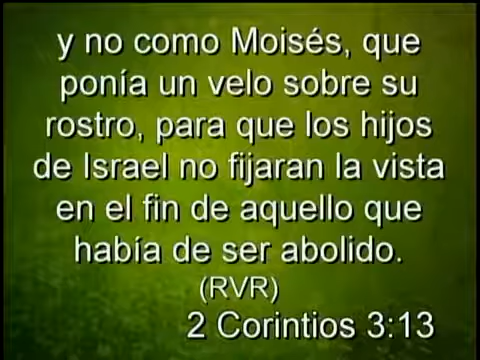 y no como Moisés, que
ponía un velo sobre su
rostro, para que los hijos
de Israel no fijaran la vista
en el fin de aquello que
había de ser abolido.
(RVR)
2 Corintios 3:13